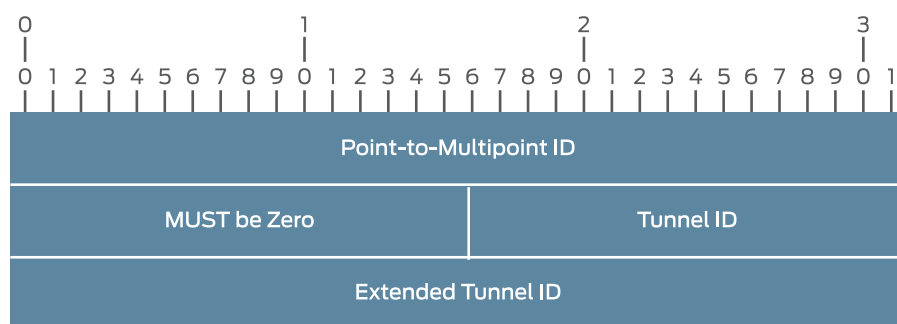 0 1 2 3
0 1 2 3 4 5 6 7 8 9 0 1 2 3 4 5 6 7 8 9 0 1 2 3 4 5 6 7 8 9 0 1
Point-to-Multipoint ID
MUST be Zero Tunnel ID
Extended Tunnel ID